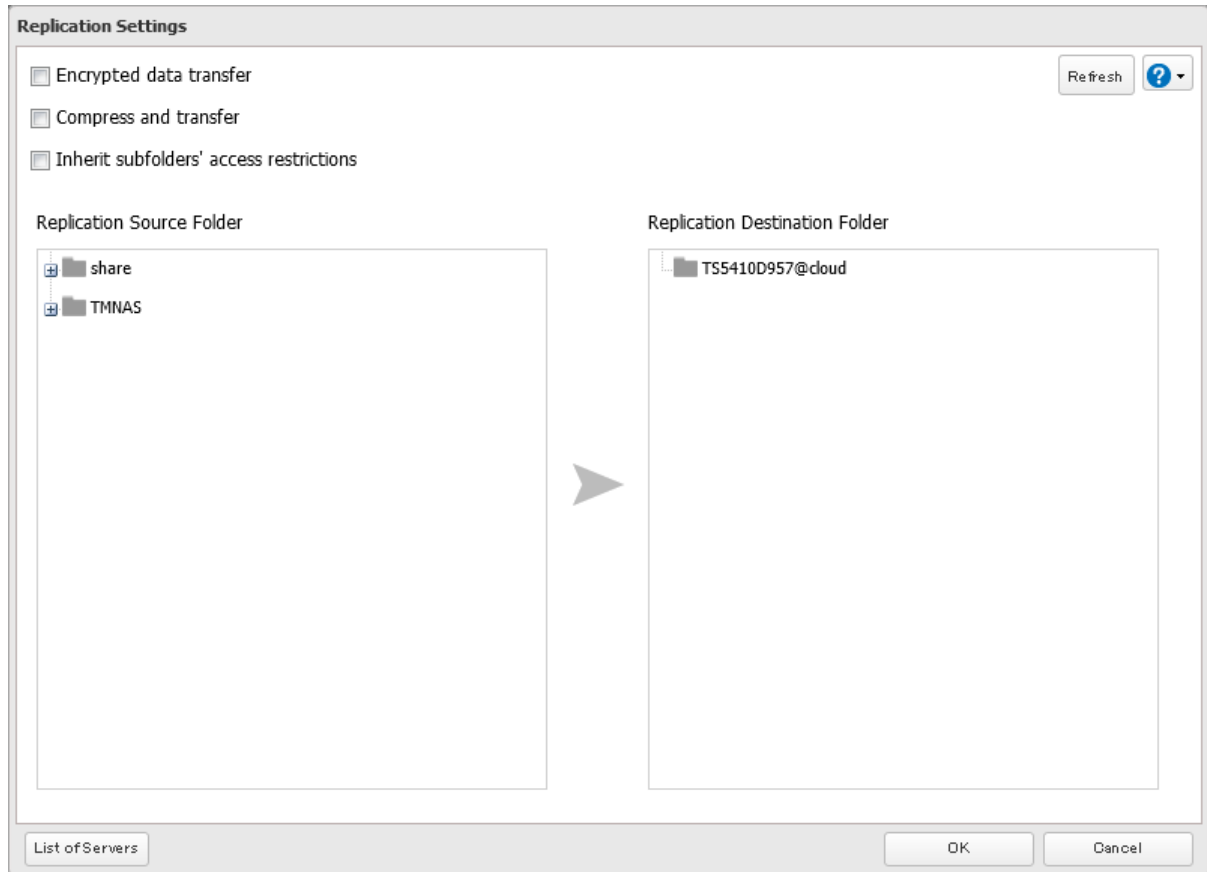 Replication Settings
Encrypted data transfer
Refresh
?
Compress and transfer
Inherit subfolders' access restrictions
Replication Source Folder
Replication Destination Folder
share
TS5410D957@cloud
TMNAS
List of Servers
OK
Cancel